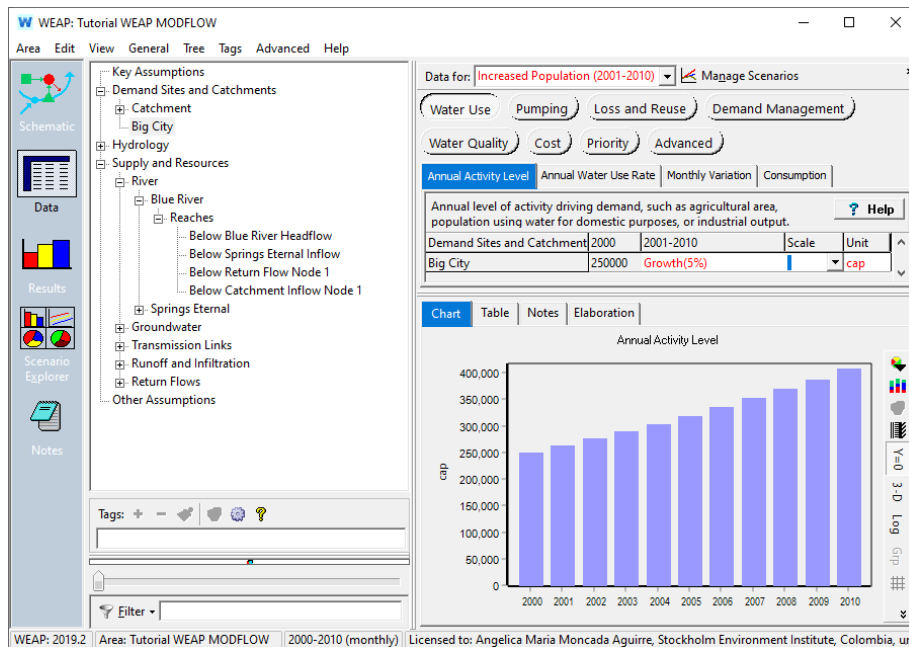 WEAP: Tutorial WEAP MODFLOW
Area Edit View General Tree Tags Advanced Help
Schematic
Data
Results
Scenario
Explorer
Notes
Key Assumptions
Demand Sites and Catchments
Catchment
Big City
Hydrology
Supply and Resources
River
Blue River
Reaches
Below Blue River Headflow
Below Springs Eternal Inflow
Below Return Flow Node 1
Below Catchment Inflow Node 1
Springs Eternal
Groundwater
Transmission Links
Runoff and Infiltration
Return Flows
Other Assumptions
Tags:
Filter
Data for: Increased Population (2001-2010) Manage Scenarios
Water Use Pumping Loss and Reuse Demand Management
Water Quality Cost Priority Advanced
Annual Activity Level Annual Water Use Rate Monthly Variation Consumption
Annual level of activity driving demand, such as agricultural area,
population using water for domestic purposes, or industrial output.
? Help
Demand Sites and Catchment 2000 2001-2010 Scale Unit
Big City 250000 Growth(5%) cap
Chart Table Notes Elaboration
Annual Activity Level
400,000
350,000
300,000
250,000
200,000
150,000
100,000
50,000
0
cap
2000 2001 2002 2003 2004 2005 2006 2007 2008 2009 2010
Y=0
3-D
Log
Grp
WEAP: 2019.2 Area: Tutorial WEAP MODFLOW 2000-2010 (monthly) Licensed to: Angelica Maria Moncada Aguirre, Stockholm Environment Institute, Colombia, un